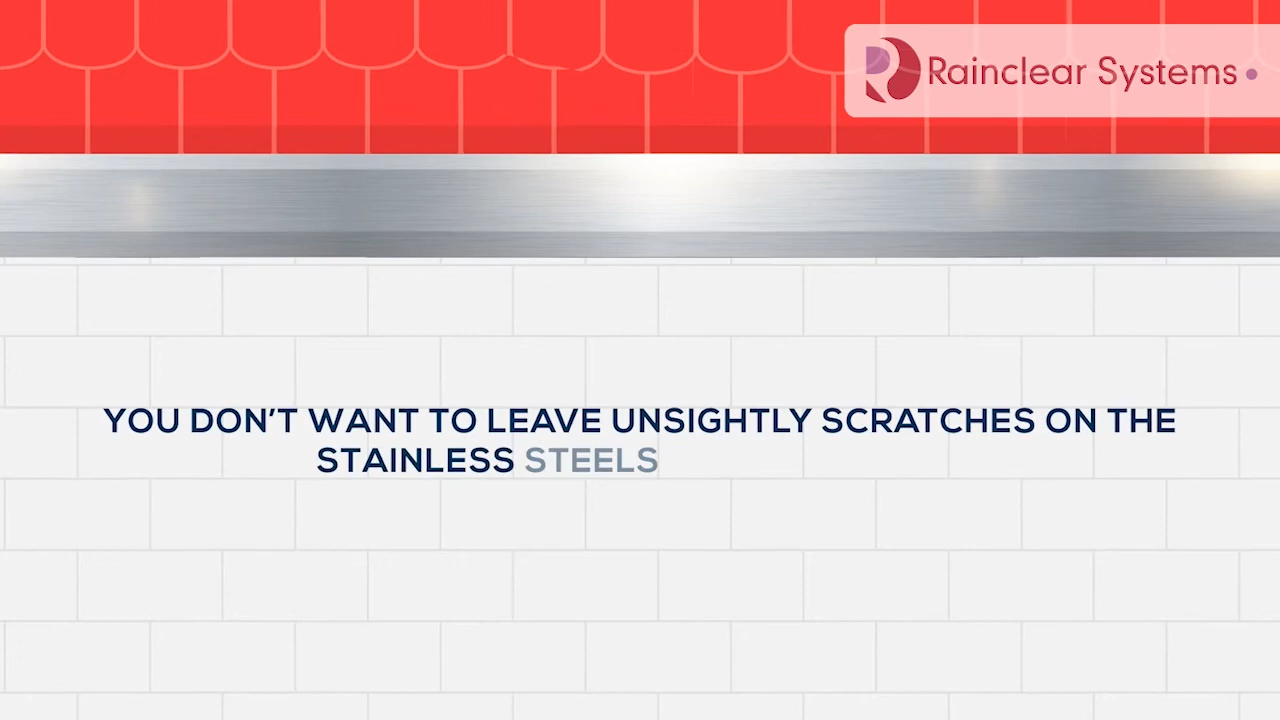 Rainclear Systems
YOU DON'T WANT TO LEAVE UNSIGHTLY SCRATCHES ON THE
STAINLESS STEELS